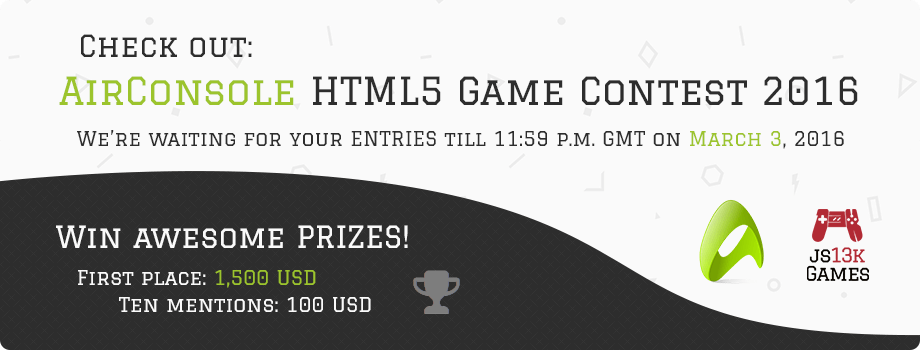 Check out:
AirConsole HTML5 Game Contest 2016
We're waiting for your ENTRIES till 11:59 p.m. GMT on March 3, 2016
Win awesome PRIZES!
First place: 1,500 USD
Ten mentions: 100 USD
JS13K
Games